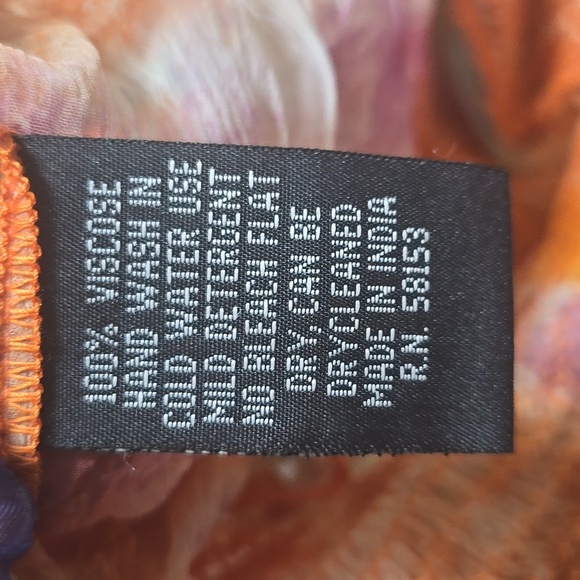 100% VISCOSE
HAND WASH IN
COLD WATER USE
MILD DETERGENT
NO BLEACH FLAT
DRY, CAN BE
DRYCLEANED
MADE IN INDIA
R.N. 58153